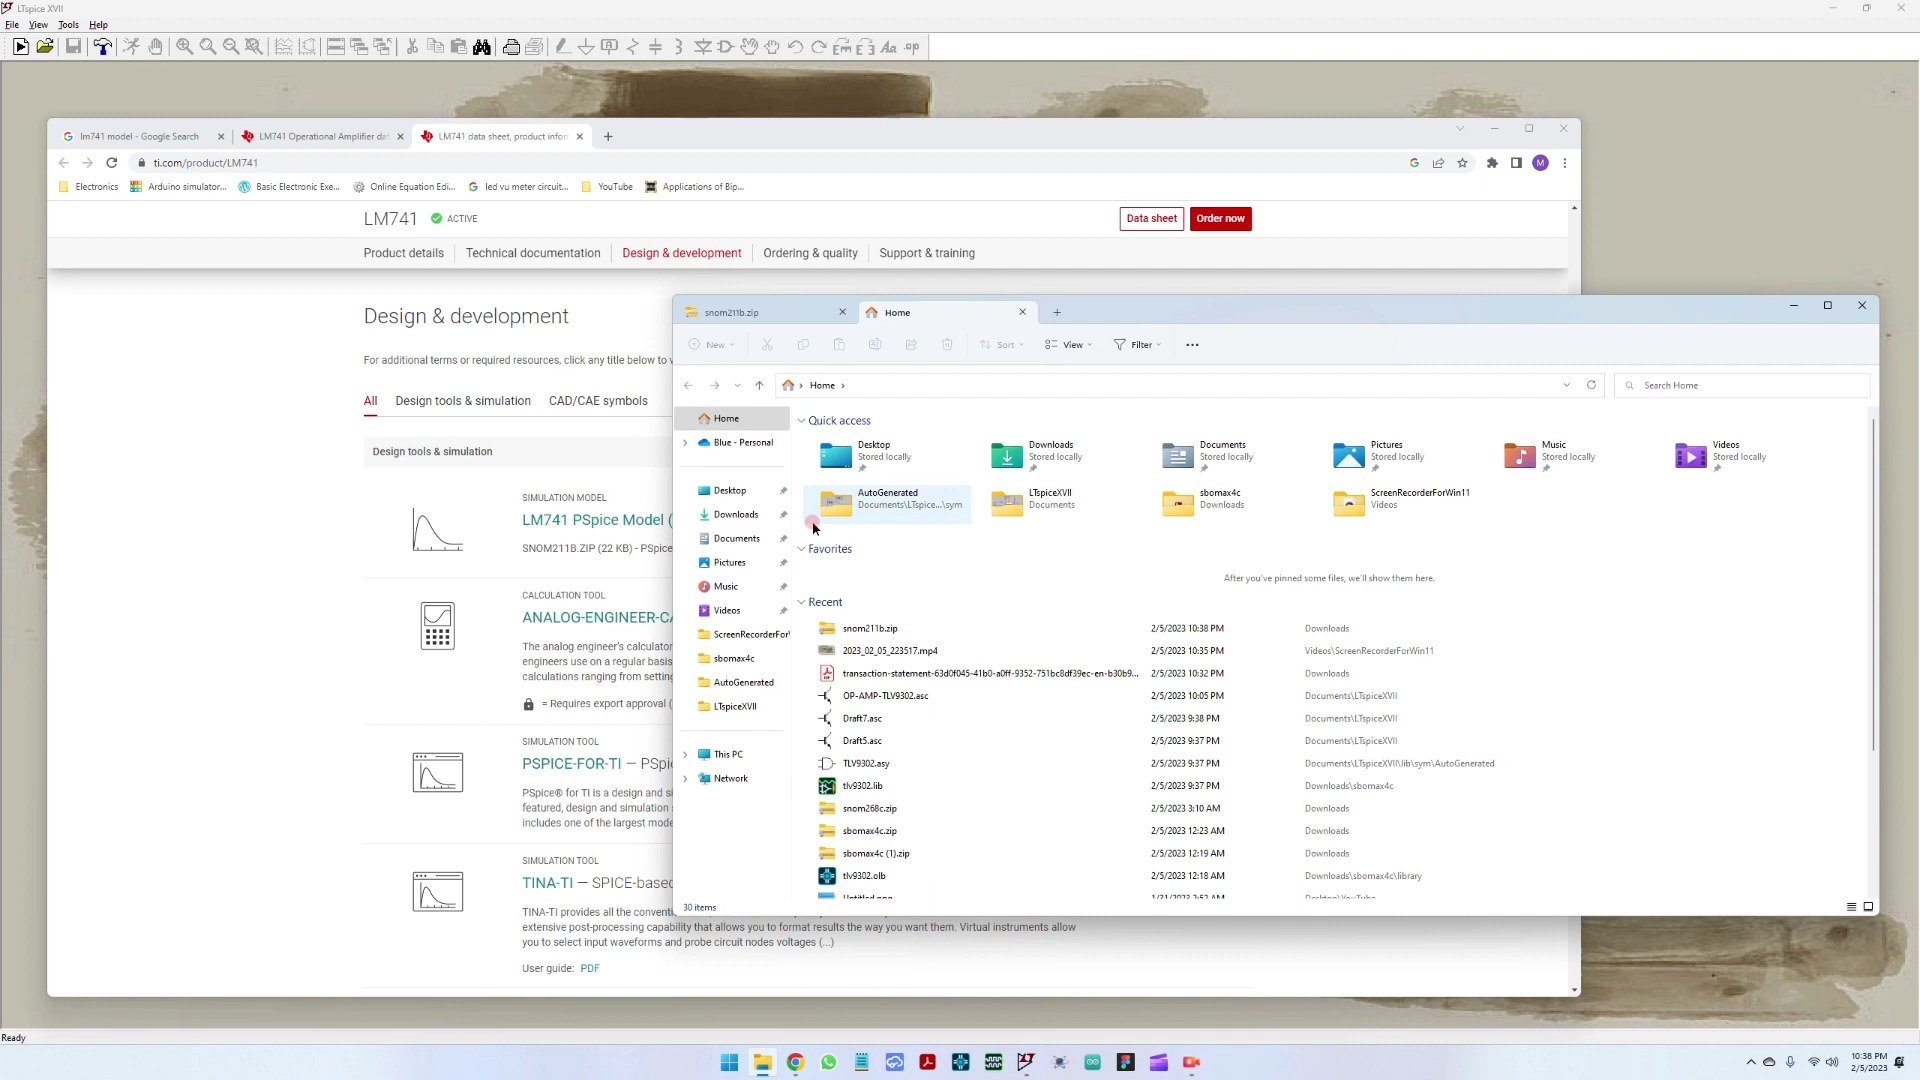 LTspice XVII
File View Tools Help
lm741 model - Google Search
LM741 Operational Amplifier dat
LM741 data sheet, product inform
ti.com/product/LM741
M
Electronics
Arduino simulator...
Basic Electronic Exe...
Online Equation Edi...
led vu meter circuit...
YouTube
Applications of Bip...
LM741 ACTIVE
Data sheet Order now
Product details Technical documentation Design & development Ordering & quality Support & training
Design & development
For additional terms or required resources, click any title below to
All Design tools & simulation CAD/CAE symbols
Design tools & simulation
SIMULATION MODEL
LM741 PSpice Model (
SNOM211B.ZIP (22 KB) - PSpice
CALCULATION TOOL
ANALOG-ENGINEER-CA
The analog engineer's calculator
engineers use on a regular basis
calculations ranging from setting
= Requires export approval (
SIMULATION TOOL
PSPICE-FOR-TI — PSpi
PSpice® for TI is a design and si
featured, design and simulation
includes one of the largest mode
SIMULATION TOOL
TINA-TI — SPICE-based
TINA-TI provides all the conventi
extensive post-processing capability that allows you to format results the way you want them. Virtual instruments allow
you to select input waveforms and probe circuit nodes voltages (...)
User guide: PDF
snom211b.zip
Home
New Sort View Filter
Home
Search Home
Home
Blue - Personal
Desktop
Downloads
Documents
Pictures
Music
Videos
ScreenRecorderForW
sbomax4c
AutoGenerated
LTspiceXVII
This PC
Network
Quick access
Desktop
Stored locally
Downloads
Stored locally
Documents
Stored locally
Pictures
Stored locally
Music
Stored locally
Videos
Stored locally
AutoGenerated
Documents\LTspice...\sym
LTspiceXVII
Documents
sbomax4c
Downloads
ScreenRecorderForWin11
Videos
Favorites
After you've pinned some files, we'll show them here.
Recent
snom211b.zip 2/5/2023 10:38 PM Downloads
2023_02_05_223517.mp4 2/5/2023 10:35 PM Videos\ScreenRecorderForWin11
transaction-statement-63d0f045-41b0-a0ff-9352-751bc8df39ec-en-b30b9... 2/5/2023 10:32 PM Downloads
OP-AMP-TLV9302.asc 2/5/2023 10:05 PM Documents\LTspiceXVII
Draft7.asc 2/5/2023 9:38 PM Documents\LTspiceXVII
Draft5.asc 2/5/2023 9:37 PM Documents\LTspiceXVII
TLV9302.asy 2/5/2023 9:37 PM Documents\LTspiceXVII\lib\sym\AutoGenerated
tlv9302.lib 2/5/2023 9:37 PM Downloads\sbomax4c
snom268c.zip 2/5/2023 3:10 AM Downloads
sbomax4c.zip 2/5/2023 12:23 AM Downloads
sbomax4c (1).zip 2/5/2023 12:19 AM Downloads
tlv9302.olb 2/5/2023 12:18 AM Downloads\sbomax4c\library
30 items
Ready
10:38 PM
2/5/2023